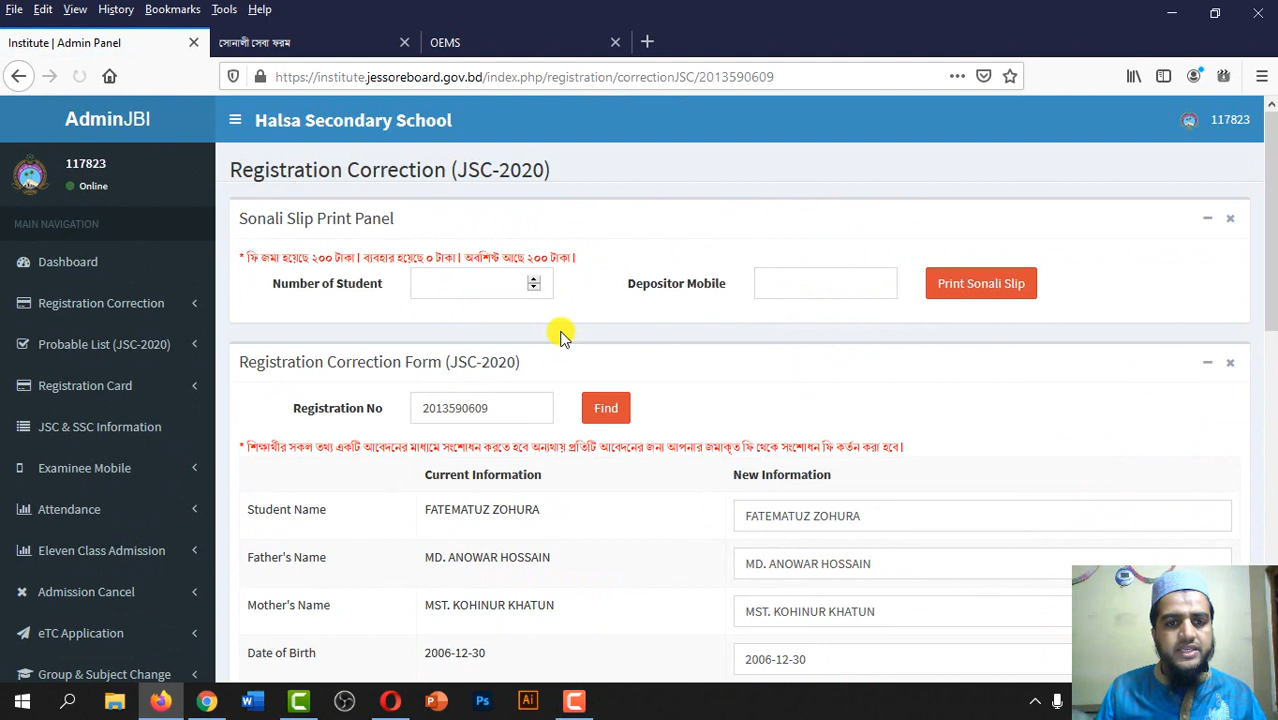 File Edit View History Bookmarks Tools Help
Institute | Admin Panel
সোনালী সেবা ফরম
OEMS
https://institute.jessoreboard.gov.bd/index.php/registration/correctionJSC/2013590609
AdminJBI
Halsa Secondary School
117823
117823
Online
Registration Correction (JSC-2020)
MAIN NAVIGATION
Sonali Slip Print Panel
* ফি জমা হয়েছে ২০০ টাকা। ব্যবহার হয়েছে ০ টাকা। অবশিষ্ট আছে ২০০ টাকা।
Dashboard
Number of Student
Depositor Mobile
Print Sonali Slip
Registration Correction
Probable List (JSC-2020)
Registration Correction Form (JSC-2020)
Registration Card
Registration No
2013590609
Find
JSC & SSC Information
* শিক্ষার্থীর সকল তথ্য একটি আবেদনের মাধ্যমে সংশোধন করতে হবে অন্যথায় প্রতিটি আবেদনের জন্য আপনার জমাকৃত ফি থেকে সংশোধন ফি কর্তন করা হবে।
Examinee Mobile
Current Information
New Information
Attendance
Student Name
FATEMATUZ ZOHURA
FATEMATUZ ZOHURA
Eleven Class Admission
Father's Name
MD. ANOWAR HOSSAIN
MD. ANOWAR HOSSAIN
Admission Cancel
Mother's Name
MST. KOHINUR KHATUN
MST. KOHINUR KHATUN
eTC Application
Date of Birth
2006-12-30
2006-12-30
Group & Subject Change
Ps
Ai